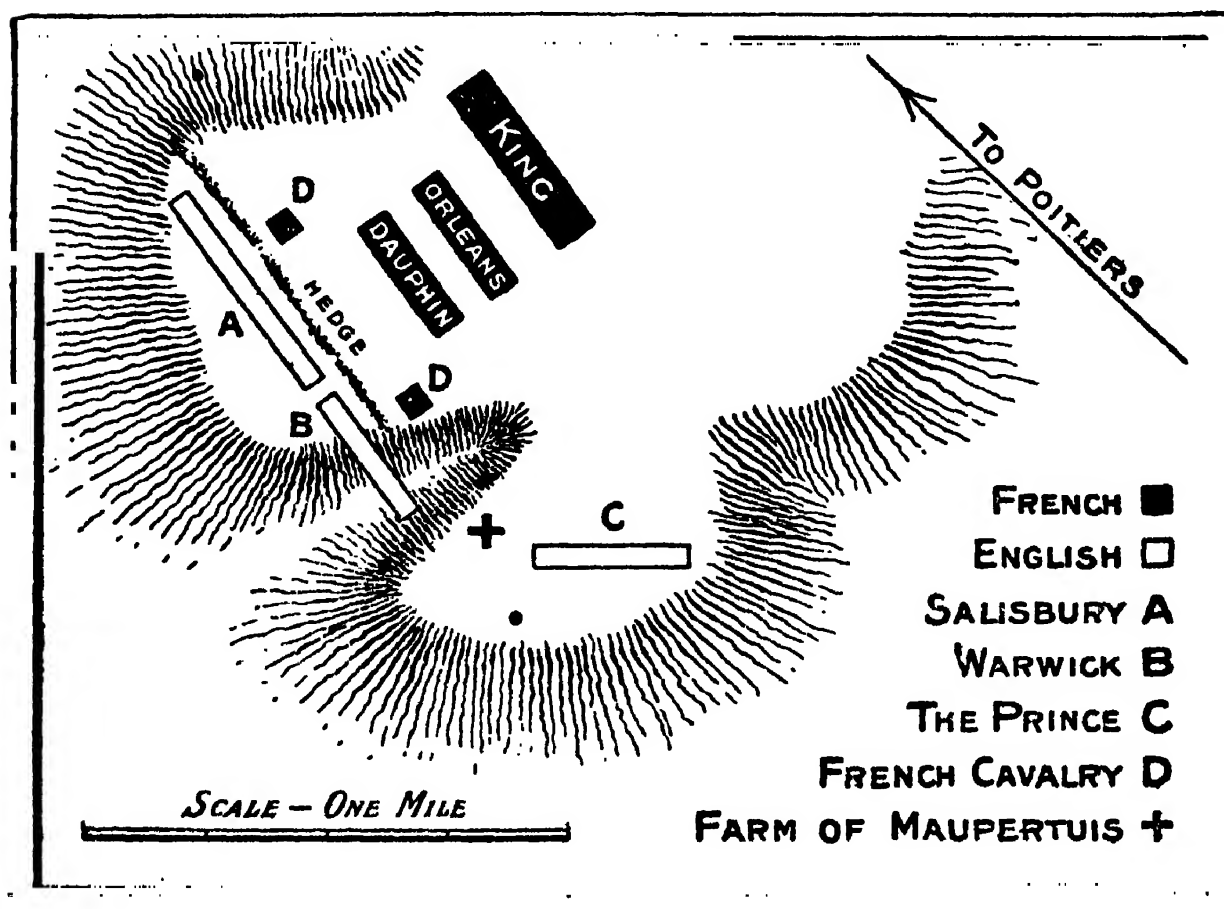 KING
ORLEANS
DAUPHIN
D
HEDGE
A
D
B
C
TO POITIERS
FRENCH
ENGLISH
SALISBURY A
WARWICK B
THE PRINCE C
FRENCH CAVALRY D
FARM OF MAUPERTUIS +
SCALE – ONE MILE